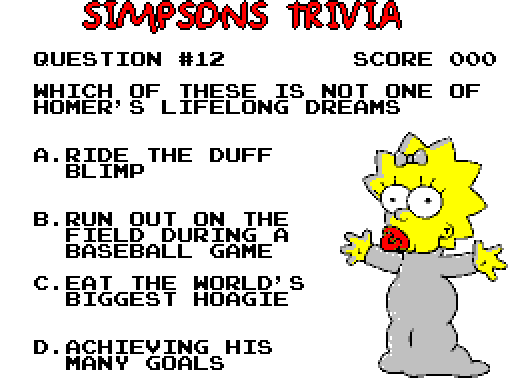 SIMPSONS TRIVIA
QUESTION #12 SCORE 000
WHICH OF THESE IS NOT ONE OF
HOMER'S LIFELONG DREAMS
A.RIDE THE DUFF
BLIMP
B.RUN OUT ON THE
FIELD DURING A
BASEBALL GAME
C.EAT THE WORLD'S
BIGGEST HOAGIE
D.ACHIEVING HIS
MANY GOALS